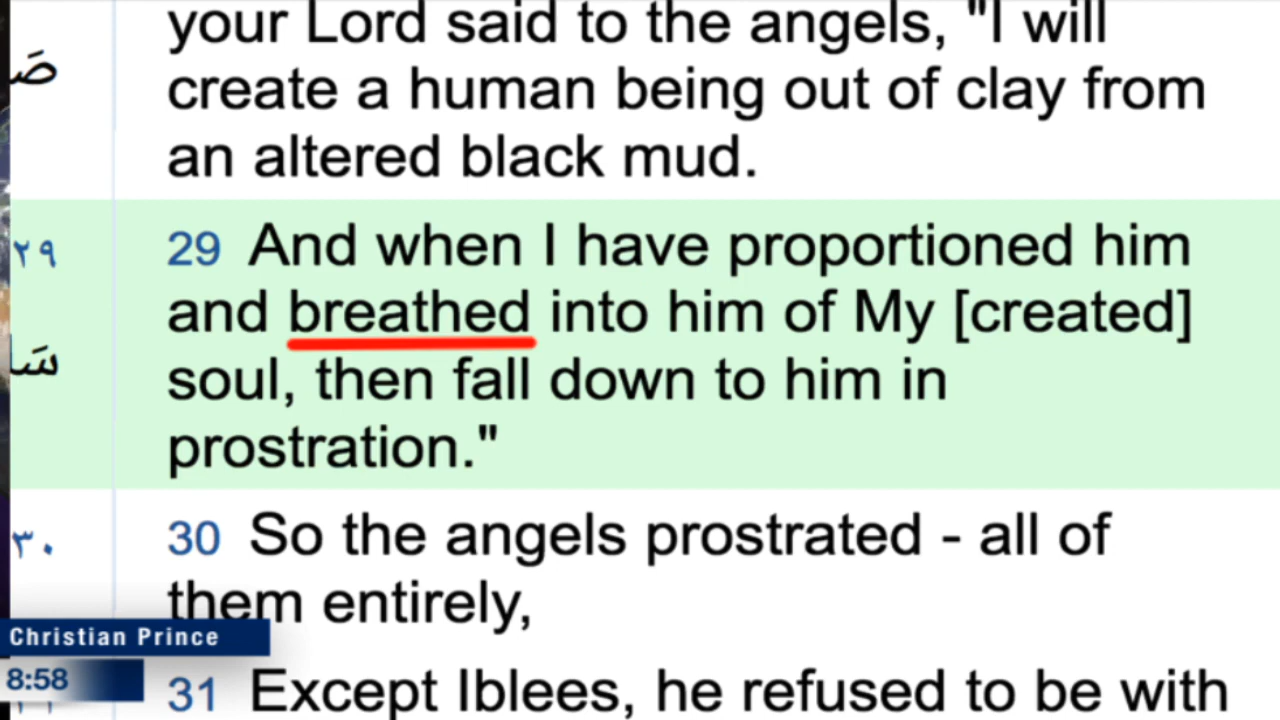 your Lord said to the angels, "I will
create a human being out of clay from
an altered black mud.
29 And when I have proportioned him
and breathed into him of My [created]
soul, then fall down to him in
prostration."
30 So the angels prostrated - all of
them entirely,
31 Except Iblees, he refused to be with
٢٩
٣٠
Christian Prince
8:58